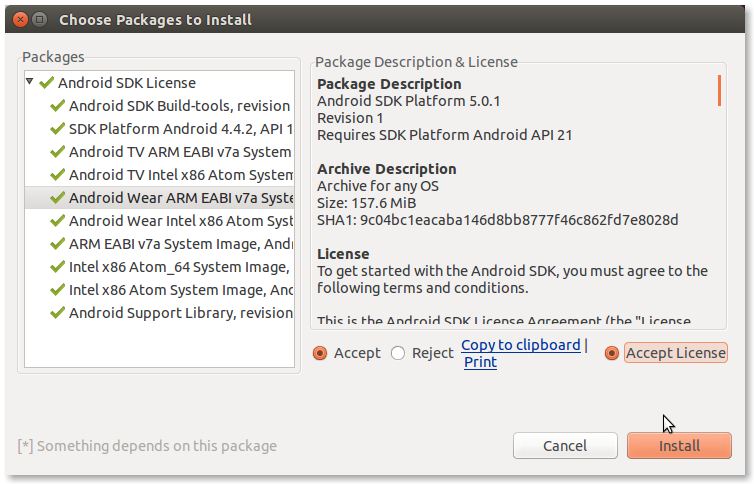 Choose Packages to Install
Packages
Android SDK License
Android SDK Build-tools, revision
SDK Platform Android 4.4.2, API 1
Android TV ARM EABI v7a System
Android TV Intel x86 Atom System
Android Wear ARM EABI v7a Syste
Android Wear Intel x86 Atom Syst
ARM EABI v7a System Image, And
Intel x86 Atom_64 System Image,
Intel x86 Atom System Image, Anc
Android Support Library, revision
Package Description & License
Package Description
Android SDK Platform 5.0.1
Revision 1
Requires SDK Platform Android API 21
Archive Description
Archive for any OS
Size: 157.6 MiB
SHA1: 9c04bc1eacaba146d8bb8777f46c862fd7e8028d
License
To get started with the Android SDK, you must agree to the
following terms and conditions.
This is the Android SDK License Agreement (the "License
Accept
Reject
Copy to clipboard |
Print
Accept License
[*] Something depends on this package
Cancel
Install